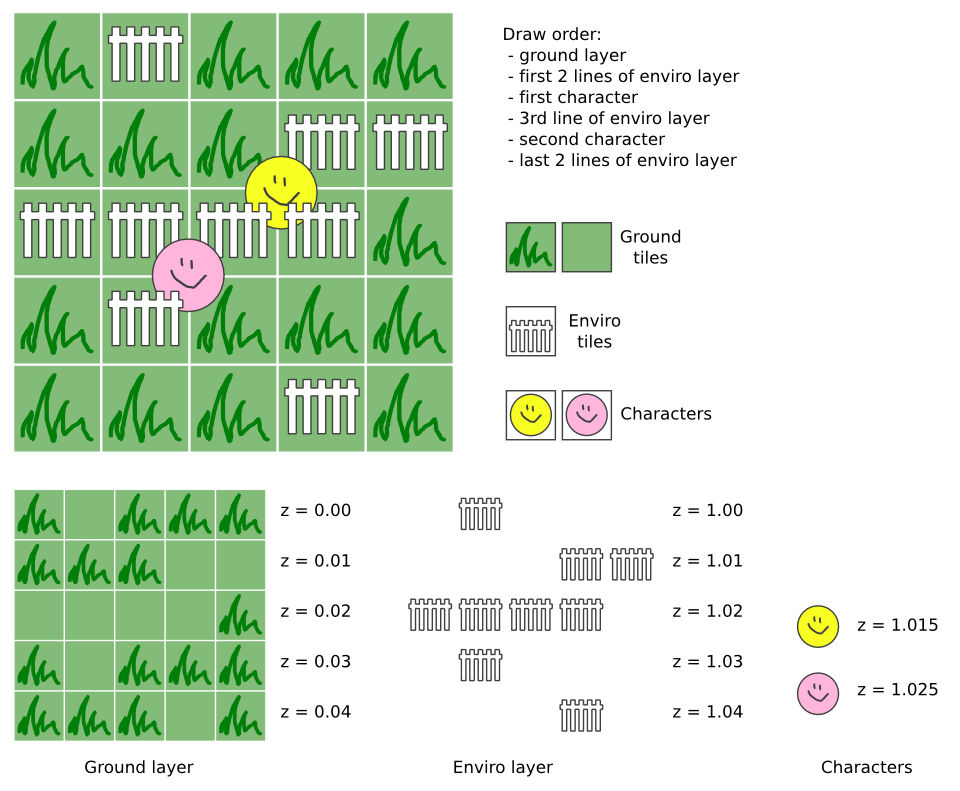 Draw order:
- ground layer
- first 2 lines of enviro layer
- first character
- 3rd line of enviro layer
- second character
- last 2 lines of enviro layer
Ground
tiles
Enviro
tiles
Characters
z = 0.00
z = 1.00
z = 0.01
z = 1.01
z = 0.02
z = 1.02
z = 1.015
z = 0.03
z = 1.03
z = 1.025
z = 0.04
z = 1.04
Ground layer
Enviro layer
Characters